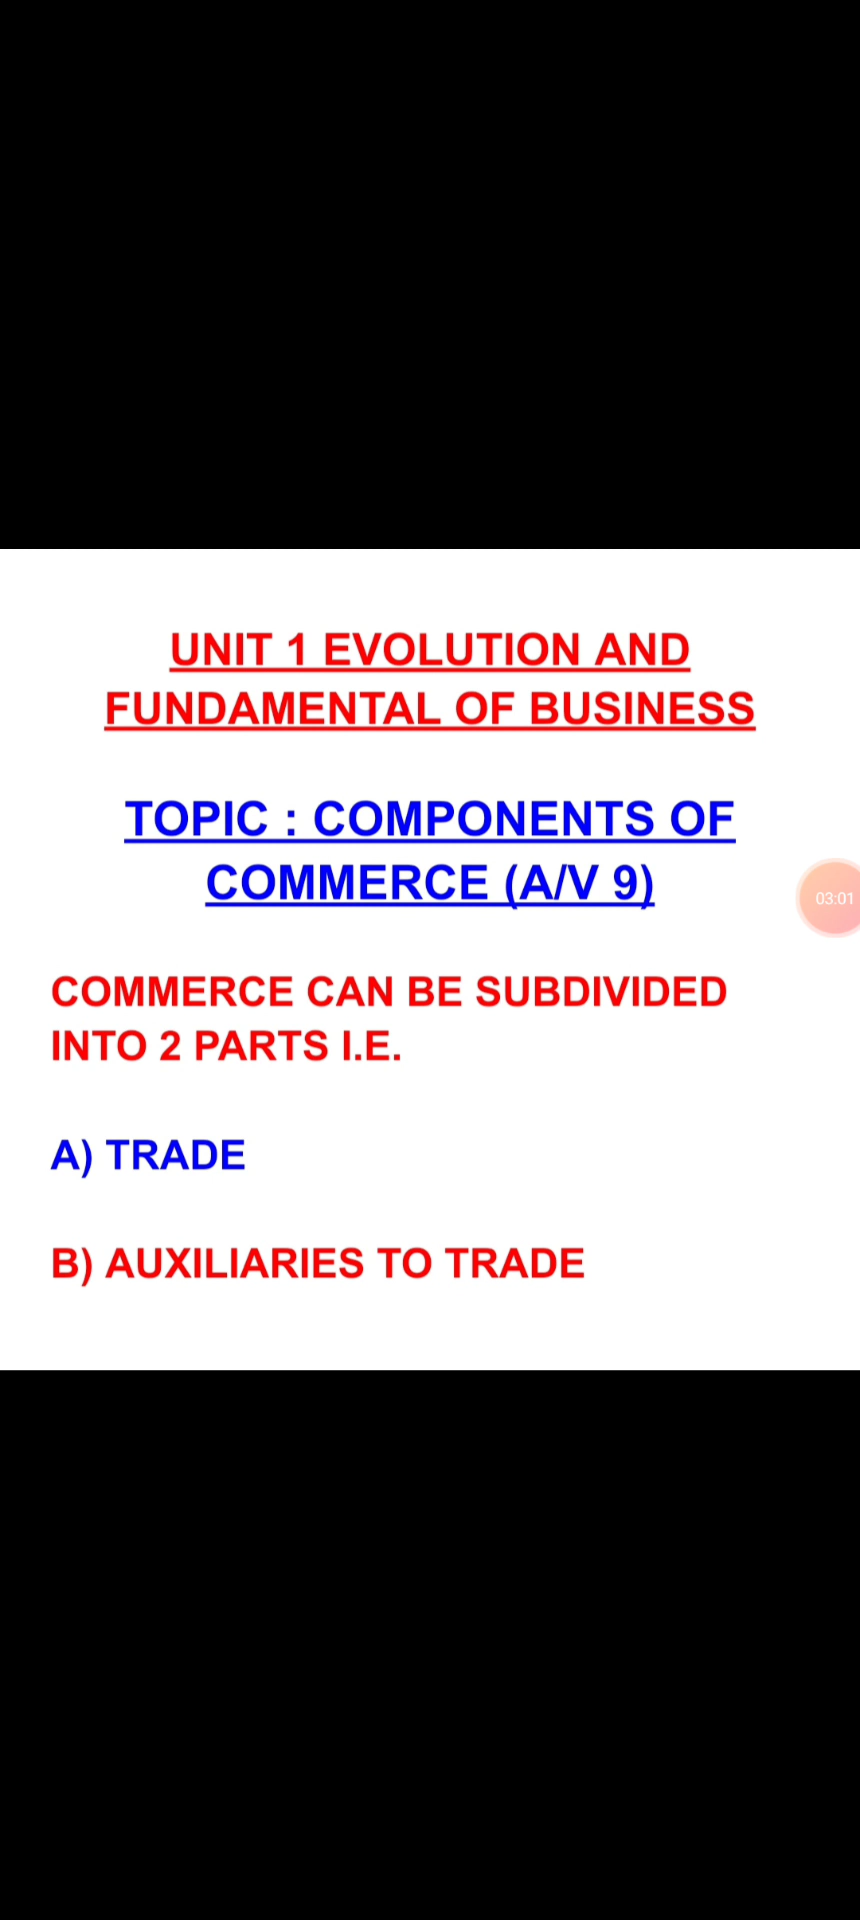 UNIT 1 EVOLUTION AND
FUNDAMENTAL OF BUSINESS
TOPIC : COMPONENTS OF
COMMERCE (A/V 9)
03:01
COMMERCE CAN BE SUBDIVIDED
INTO 2 PARTS I.E.
A) TRADE
B) AUXILIARIES TO TRADE